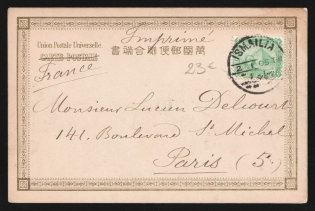 Imprimé
Union Postale Universelle.
CARTE POSTALE
萬國郵便聯合端書
France
23€
ISMAILIA
Monsieur Lucien Delcourt
141, Boulevard St Michel
Paris (5e)